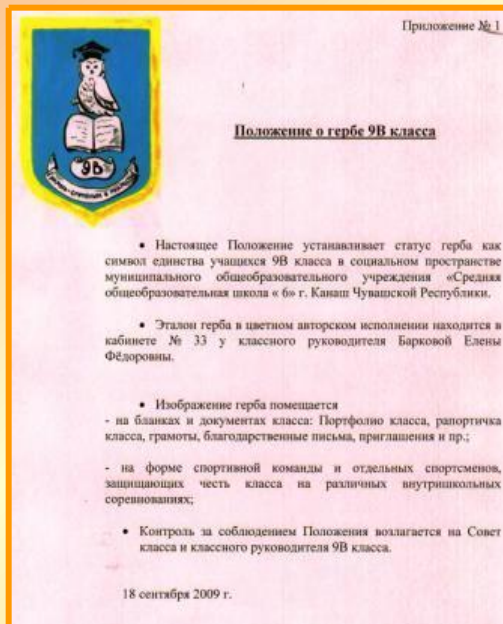 Приложение № 1
Положение о гербе 9В класса
9В
• Настоящее Положение устанавливает статус герба как
символ единства учащихся 9В класса в социальном пространстве
муниципального общеобразовательного учреждения «Средняя
общеобразовательная школа « 6» г. Канаш Чувашской Республики.
• Эталон герба в цветном авторском исполнении находится в
кабинете № 33 у классного руководителя Барковой Елены
Фёдоровны.
• Изображение герба помещается
- на бланках и документах класса: Портфолио класса, рапортичка
класса, грамоты, благодарственные письма, приглашения и пр.;
- на форме спортивной команды и отдельных спортсменов,
защищающих честь класса на различных внутришкольных
соревнованиях;
• Контроль за соблюдением Положения возлагается на Совет
класса и классного руководителя 9В класса.
18 сентября 2009 г.